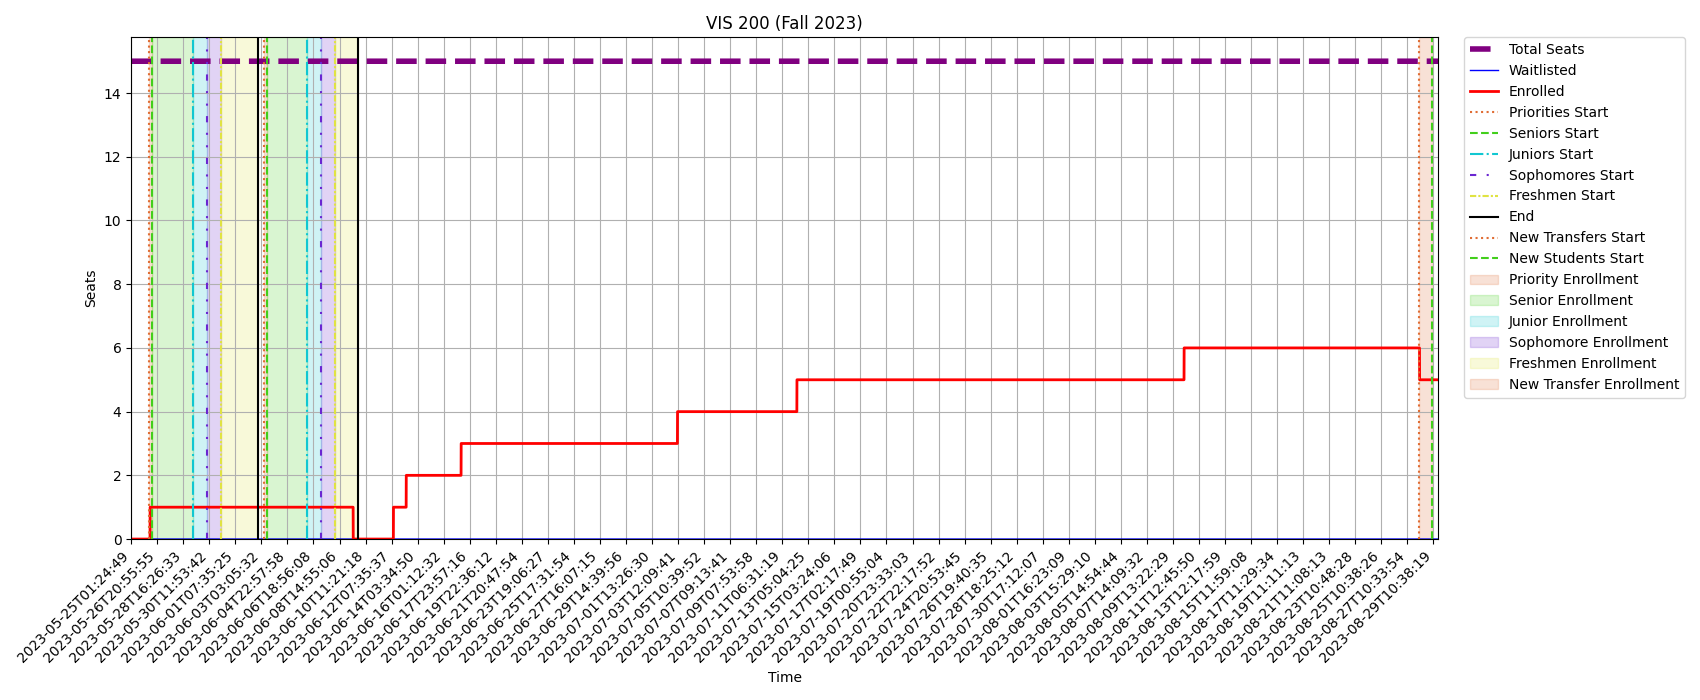 VIS 200 (Fall 2023)
Seats
14
12
10
8
6
4
2
0
2023-05-25T01:24:49
2023-05-26T20:55:55
2023-05-28T16:26:33
2023-05-30T11:53:42
2023-06-01T07:35:25
2023-06-03T03:05:32
2023-06-04T22:57:58
2023-06-06T18:56:08
2023-06-08T14:55:06
2023-06-10T11:21:18
2023-06-12T07:35:37
2023-06-14T03:34:50
2023-06-16T01:12:32
2023-06-17T23:57:16
2023-06-19T22:36:12
2023-06-21T20:47:54
2023-06-23T19:06:27
2023-06-25T17:31:54
2023-06-27T16:07:15
2023-06-29T14:39:56
2023-07-01T13:26:30
2023-07-03T12:09:41
2023-07-05T10:39:52
2023-07-07T09:13:41
2023-07-09T07:53:58
2023-07-11T06:31:19
2023-07-13T05:04:25
2023-07-15T03:24:06
2023-07-17T02:17:49
2023-07-19T00:55:04
2023-07-20T23:33:03
2023-07-22T22:17:52
2023-07-24T20:53:45
2023-07-26T19:40:35
2023-07-28T18:25:12
2023-07-30T17:12:07
2023-08-01T16:23:09
2023-08-03T15:29:10
2023-08-05T14:54:44
2023-08-07T14:09:32
2023-08-09T13:22:29
2023-08-11T12:45:50
2023-08-13T12:17:59
2023-08-15T11:59:08
2023-08-17T11:29:34
2023-08-19T11:11:13
2023-08-21T11:08:13
2023-08-23T10:48:28
2023-08-25T10:38:26
2023-08-27T10:33:54
2023-08-29T10:38:19
Time
Total Seats
Waitlisted
Enrolled
Priorities Start
Seniors Start
Juniors Start
Sophomores Start
Freshmen Start
End
New Transfers Start
New Students Start
Priority Enrollment
Senior Enrollment
Junior Enrollment
Sophomore Enrollment
Freshmen Enrollment
New Transfer Enrollment